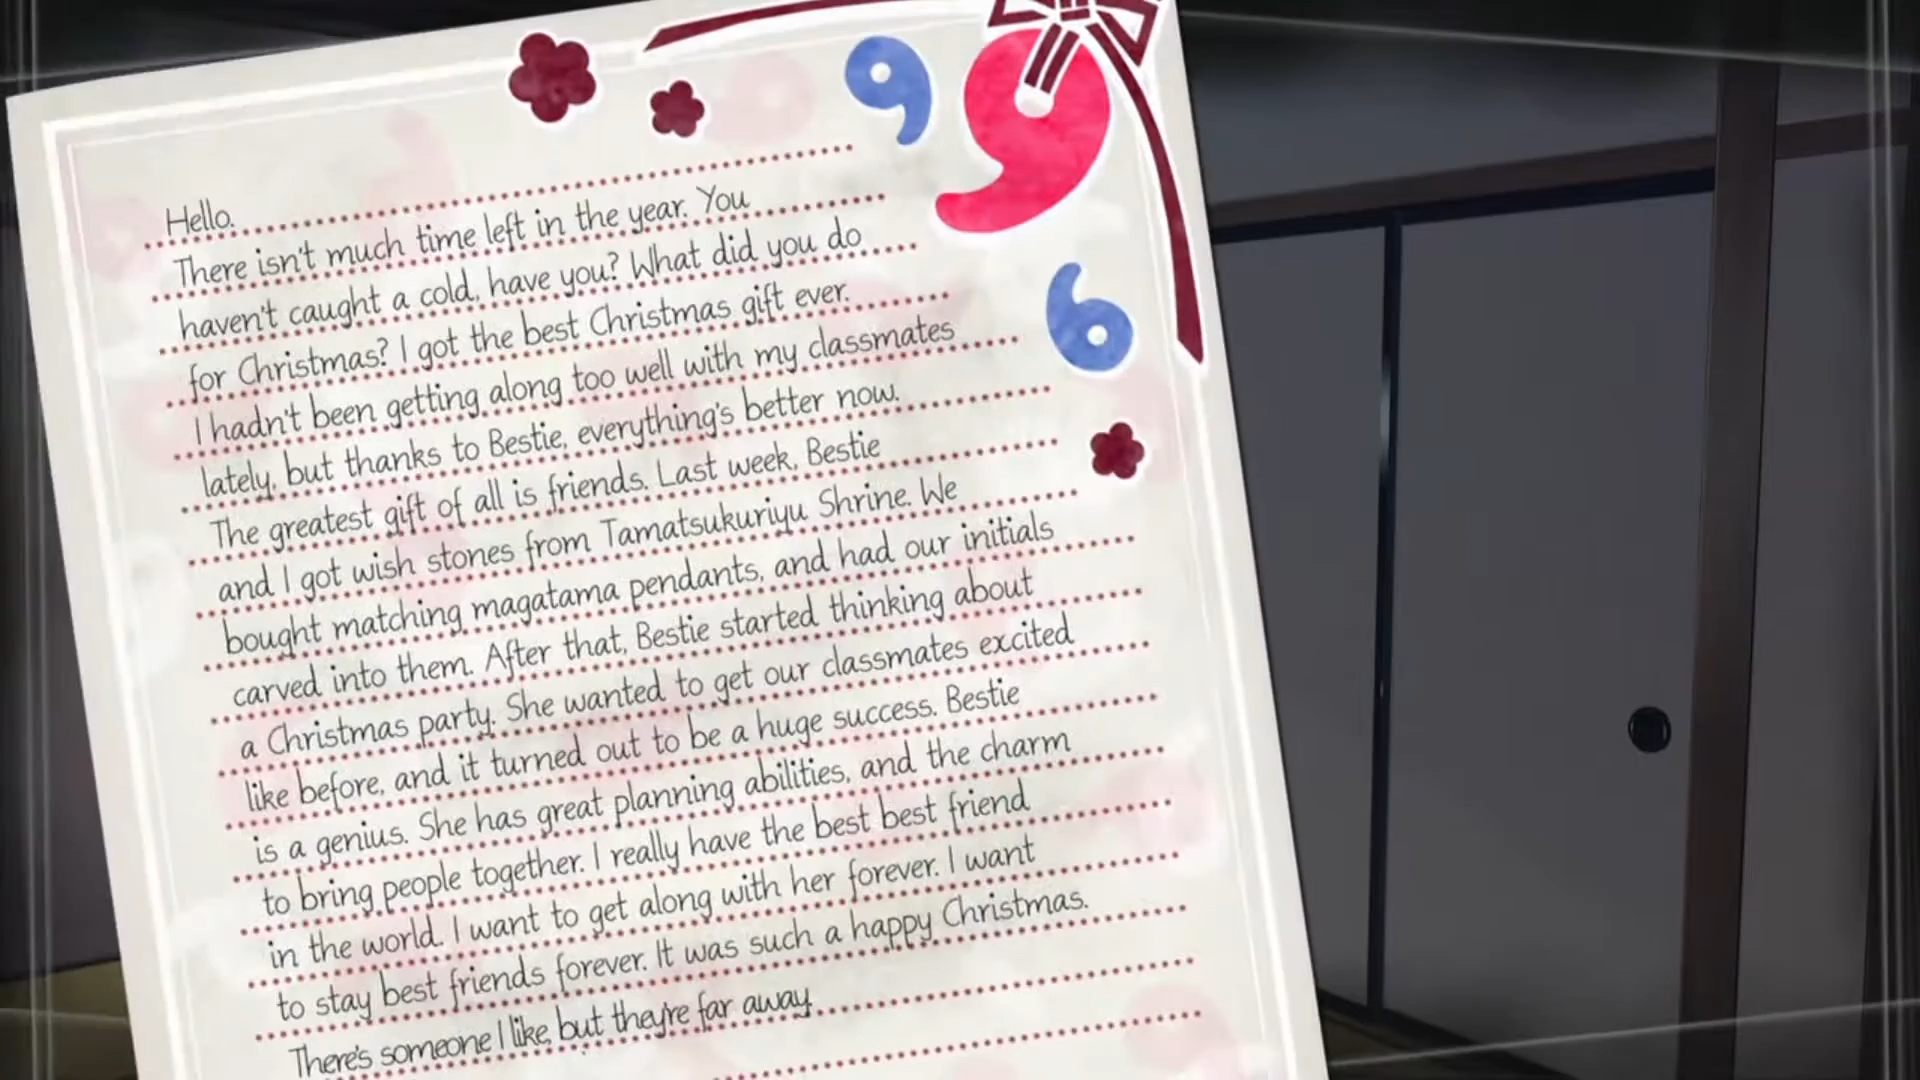 Hello.
There isn't much time left in the year. You
haven't caught a cold, have you? What did you do
for Christmas? I got the best Christmas gift ever.
I hadn't been getting along too well with my classmates
lately, but thanks to Bestie, everything's better now.
The greatest gift of all is friends. Last week, Bestie
and I got wish stones from Tamatsukuriyu Shrine. We
bought matching magatama pendants, and had our initials
carved into them. After that, Bestie started thinking about
a Christmas party. She wanted to get our classmates excited
like before, and it turned out to be a huge success. Bestie
is a genius. She has great planning abilities, and the charm
to bring people together. I really have the best best friend
in the world. I want to get along with her forever. I want
to stay best friends forever. It was such a happy Christmas.
There's someone I like, but they're far away.